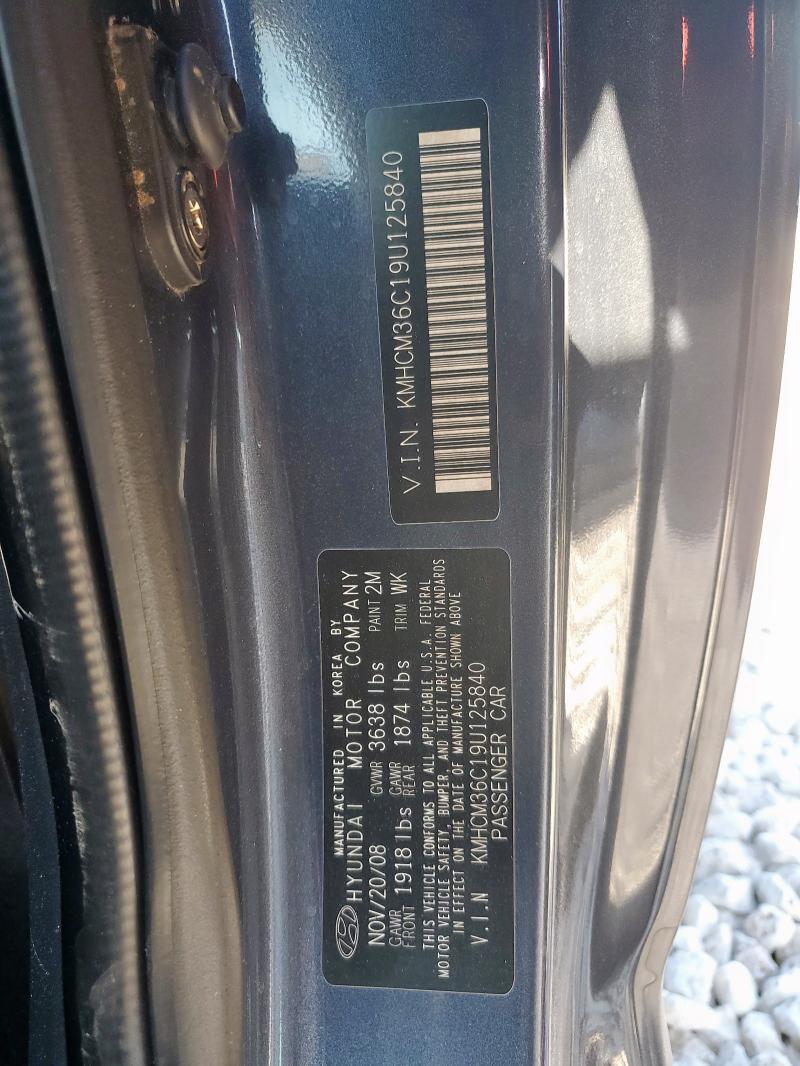 V.I.N. KMHCM36C19U125840
MANUFACTURED IN KOREA BY
HYUNDAI MOTOR COMPANY
NOV/20/08 GVWR 3638 lbs PAINT 2M
GAWR FRONT 1918 lbs GAWR REAR 1874 lbs TRIM WK
THIS VEHICLE CONFORMS TO ALL APPLICABLE U.S.A. FEDERAL
MOTOR VEHICLE SAFETY, BUMPER, AND THEFT PREVENTION STANDARDS
IN EFFECT ON THE DATE OF MANUFACTURE SHOWN ABOVE
V.I.N KMHCM36C19U125840
PASSENGER CAR